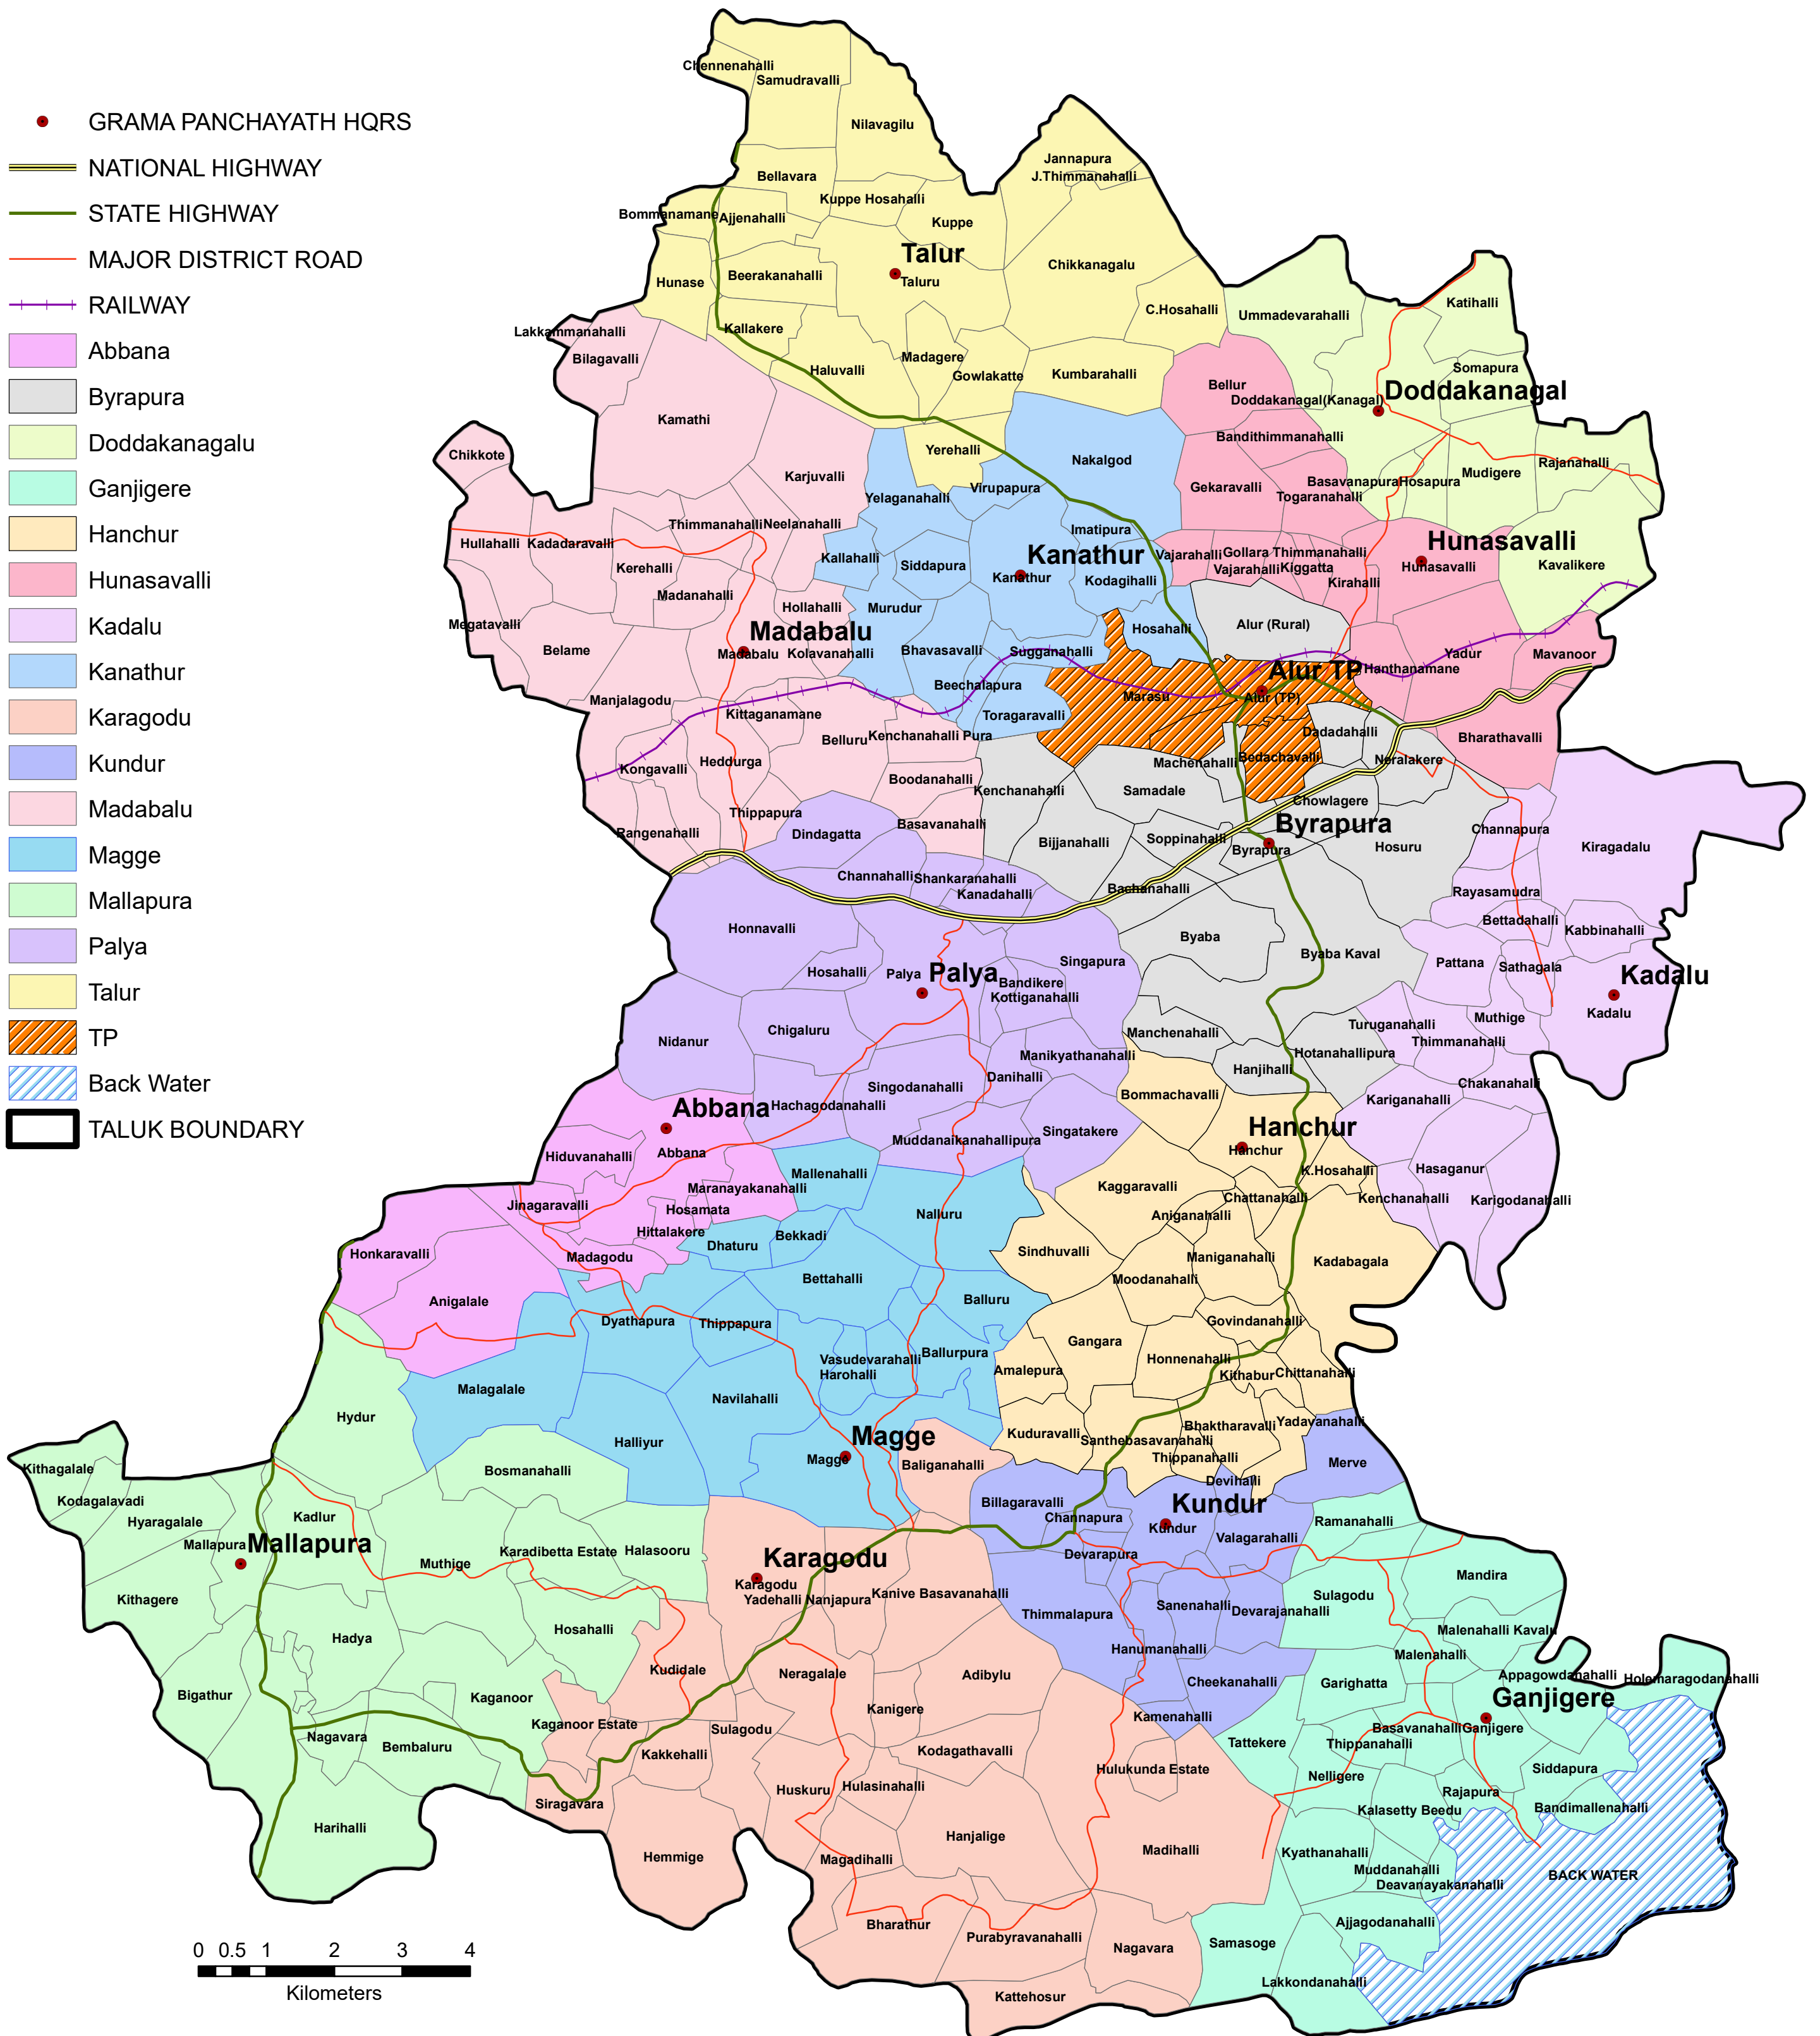 GRAMA PANCHAYATH HQRS
NATIONAL HIGHWAY
STATE HIGHWAY
MAJOR DISTRICT ROAD
RAILWAY
Abbana
Byrapura
Doddakanagalu
Ganjigere
Hanchur
Hunasavalli
Kadalu
Kanathur
Karagodu
Kundur
Madabalu
Magge
Mallapura
Palya
Talur
TP
Back Water
TALUK BOUNDARY
Chennenahalli
Samudravalli
Nilavagilu
Jannapura
J.Thimmanahalli
Bellavara
Kuppe Hosahalli
Bommanamane
Ajjenahalli
Kuppe
Talur
Taluru
Chikkanagalu
Hunase
Beerakanahalli
C.Hosahalli
Kallakere
Madagere
Haluvalli
Gowlakatte
Kumbarahalli
Yerehalli
Ummadevarahalli
Katihalli
Somapura
Doddakanagal
Doddakanagal(Kanagal)
Basavanapura
Hosapura
Mudigere
Rajanahalli
Kavalikere
Bellur
Bandithimmanahalli
Gekaravalli
Togaranahalli
Vajarahalli
Gollara
Vajarahalli
Thimmanahalli
Kiggatta
Kirahalli
Hunasavalli
Hunasavalli
Hanthanamane
Yadur
Mavanoor
Bharathavalli
Lakkammanahalli
Bilagavalli
Kamathi
Chikkote
Karjuvalli
Thimmanahalli
Neelanahalli
Hullahalli
Kadadaravalli
Kerehalli
Madanahalli
Hollahalli
Megatavalli
Belame
Madabalu
Madabalu
Kolavanahalli
Manjalagodu
Kittaganamane
Belluru
Kenchanahalli Pura
Kongavalli
Heddurga
Boodanahalli
Thippapura
Rangenahalli
Basavanahalli
Nakalgod
Yelaganahalli
Virupapura
Imatipura
Kallahalli
Siddapura
Kanathur
Kanathur
Kodagihalli
Murudur
Hosahalli
Bhavasavalli
Sugganahalli
Beechalapura
Toragaravalli
Alur (Rural)
Alur TP
Alur (TP)
Marasu
Bedachavalli
Dadadahalli
Neralakere
Machenahalli
Kenchanahalli
Samadale
Chowlagere
Byrapura
Byrapura
Soppinahalli
Bijjanahalli
Hosuru
Bachanahalli
Byaba
Byaba Kaval
Manchenahalli
Hanjihalli
Hotanahallipura
Channapura
Kiragadalu
Rayasamudra
Bettadahalli
Kabbinahalli
Pattana
Sathagala
Kadalu
Kadalu
Turuganahalli
Muthige
Thimmanahalli
Chakanahalli
Kariganahalli
Hasaganur
Kenchanahalli
Karigodanahalli
Dindagatta
Channahalli
Shankaranahalli
Kanadahalli
Honnavalli
Hosahalli
Palya
Palya
Singapura
Bandikere
Kottiganahalli
Nidanur
Chigaluru
Manikyathanahalli
Danihalli
Singodanahalli
Hachagodanahalli
Singatakere
Muddanaikanahallipura
Abbana
Abbana
Hiduvanahalli
Maranayakanahalli
Jinagaravalli
Hosamata
Hittalakere
Madagodu
Honkaravalli
Anigalale
Mallenahalli
Nalluru
Dhaturu
Bekkadi
Bettahalli
Balluru
Dyathapura
Thippapura
Vasudevarahalli
Harohalli
Ballurpura
Malagalale
Navilahalli
Halliyur
Magge
Magge
Bommachavalli
Hanchur
Hanchur
K.Hosahalli
Kaggaravalli
Chattanahalli
Aniganahalli
Sindhuvalli
Maniganahalli
Kadabagala
Moodanahalli
Govindanahalli
Gangara
Amalepura
Honnenahalli
Kithabur
Chittanahalli
Kuduravalli
Bhaktharavalli
Yadavanahalli
Santhebasavanahalli
Thippanahalli
Hydur
Kithagalale
Kodagalavadi
Hyaragalale
Bosmanahalli
Kadlur
Mallapura
Mallapura
Muthige
Karadibetta Estate
Halasooru
Kithagere
Hadya
Hosahalli
Bigathur
Kaganoor
Nagavara
Bembaluru
Harihalli
Baliganahalli
Karagodu
Karagodu
Yadehalli
Nanjapura
Kanive Basavanahalli
Kudidale
Neragalale
Adibylu
Kaganoor Estate
Sulagodu
Kanigere
Kakkehalli
Kodagathavalli
Huskuru
Hulasinahalli
Hulukunda Estate
Siragavara
Hemmige
Hanjalige
Magadihalli
Madihalli
Bharathur
Purabyravanahalli
Nagavara
Kattehosur
Merve
Devihalli
Billagaravalli
Channapura
Kundur
Kundur
Valagarahalli
Devarapura
Thimmalapura
Sanenahalli
Devarajanahalli
Hanumanahalli
Cheekanahalli
Kamenahalli
Ramanahalli
Mandira
Sulagodu
Malenahalli Kavalu
Malenahalli
Garighatta
Appagowdanahalli
Holemaragodanahalli
Ganjigere
Ganjigere
Basavanahalli
Thippanahalli
Tattekere
Siddapura
Nelligere
Rajapura
Kalasetty Beedu
Bandimallenahalli
Kyathanahalli
Muddanahalli
Deavanayakanahalli
BACK WATER
Ajjagodanahalli
Samasoge
Lakkondanahalli
0 0.5 1 2 3 4
Kilometers